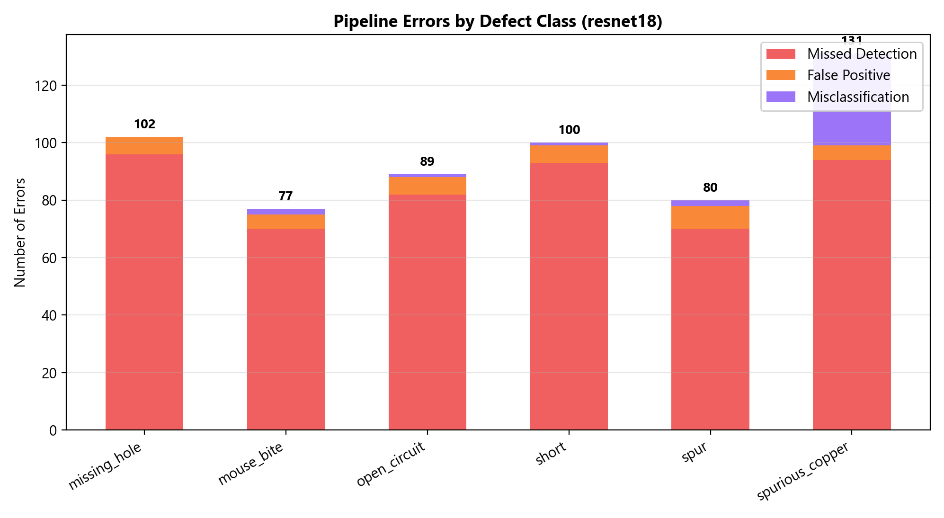 Pipeline Errors by Defect Class (resnet18)
Number of Errors
120
100
80
60
40
20
0
102
77
89
100
80
131
Missed Detection
False Positive
Misclassification
missing_hole
mouse_bite
open_circuit
short
spur
spurious_copper